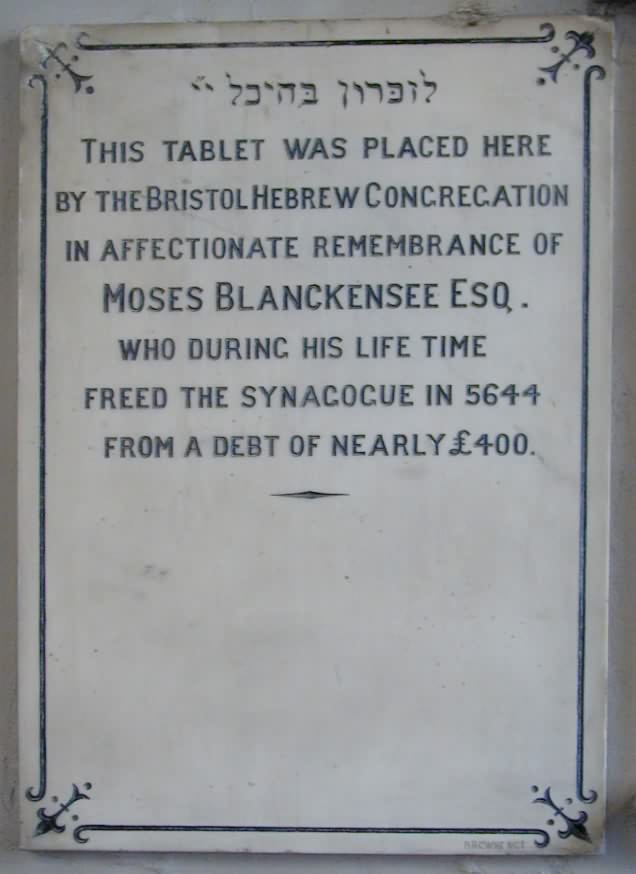 לזכרון בהיכל י״י
THIS TABLET WAS PLACED HERE
BY THE BRISTOL HEBREW CONGREGATION
IN AFFECTIONATE REMEMBRANCE OF
MOSES BLANCKENSEE ESQ.
WHO DURING HIS LIFE TIME
FREED THE SYNAGOGUE IN 5644
FROM A DEBT OF NEARLY £400.